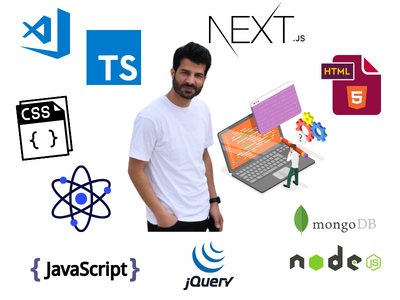 NEXT.JS
TS
HTML
5
CSS
{ }
mongoDB
{ JavaScript }
jQuery
node
JS